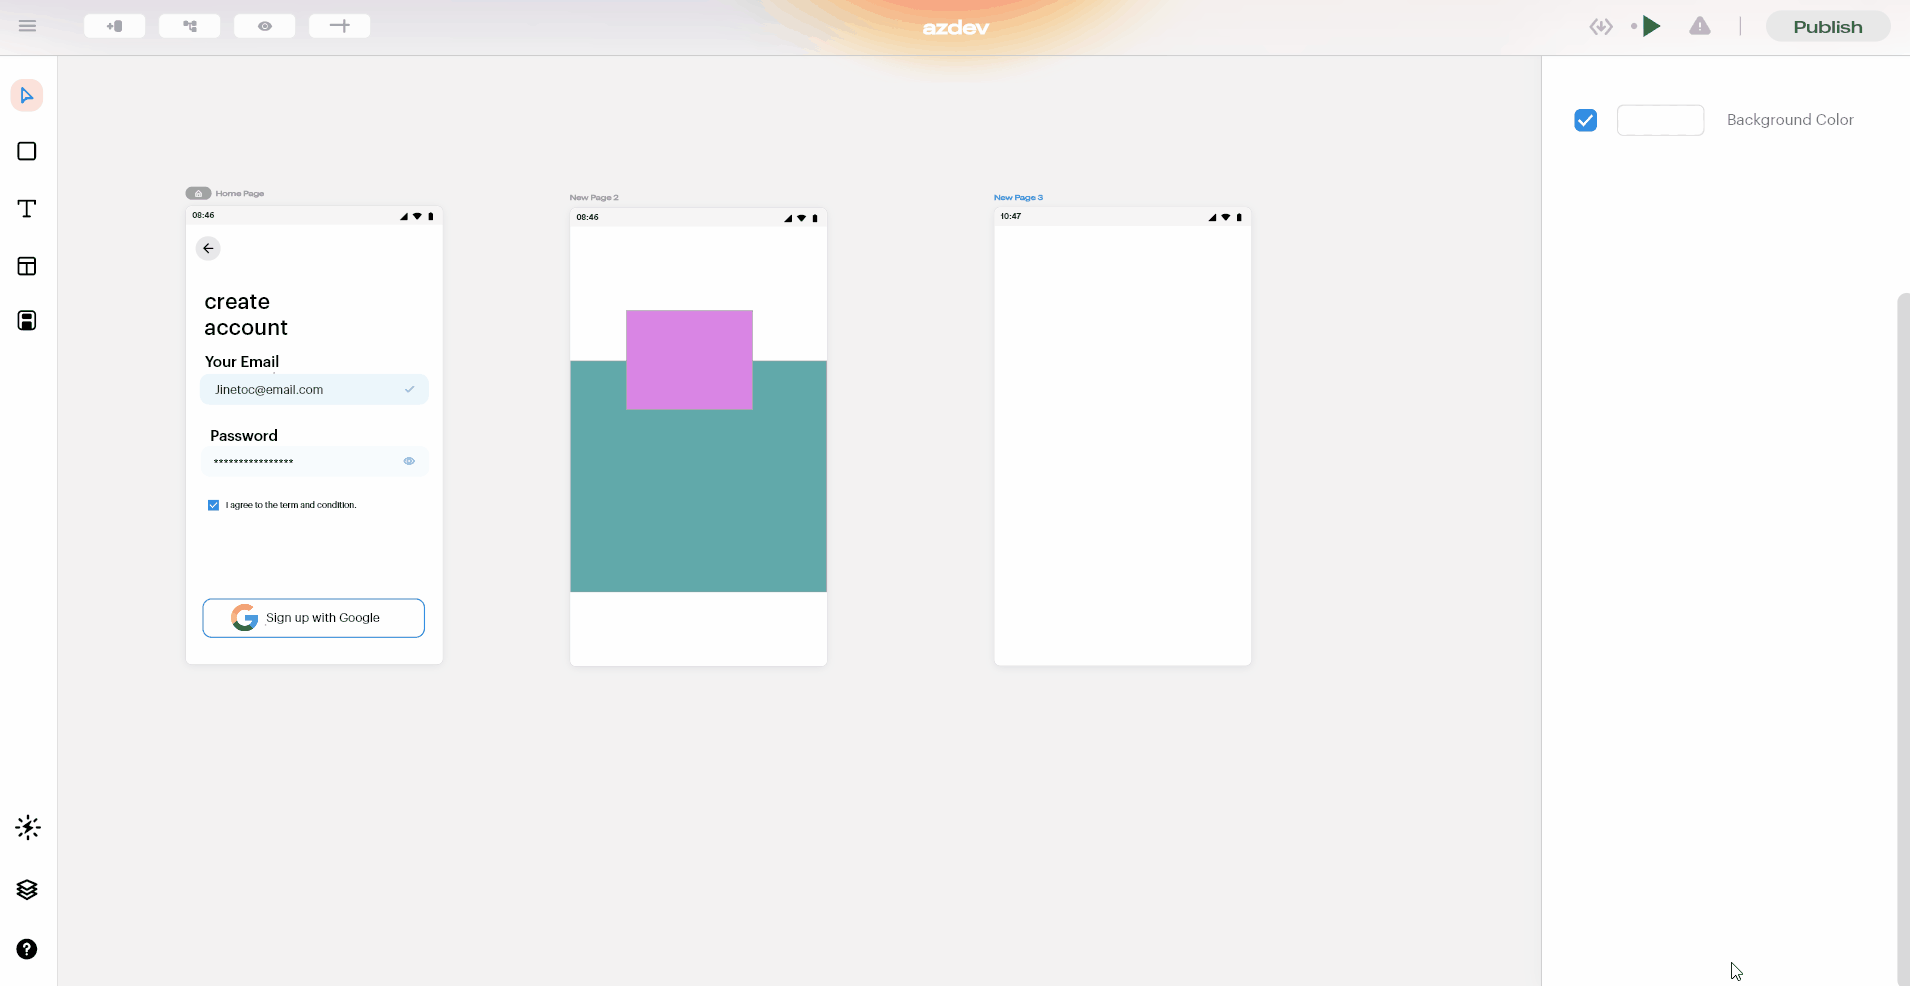 azdev
Publish
Background Color
Home Page
08:46
create
account
Your Email
Jinetoc@email.com
Password
****************
I agree to the term and condition.
Sign up with Google
New Page 2
08:46
New Page 3
10:47